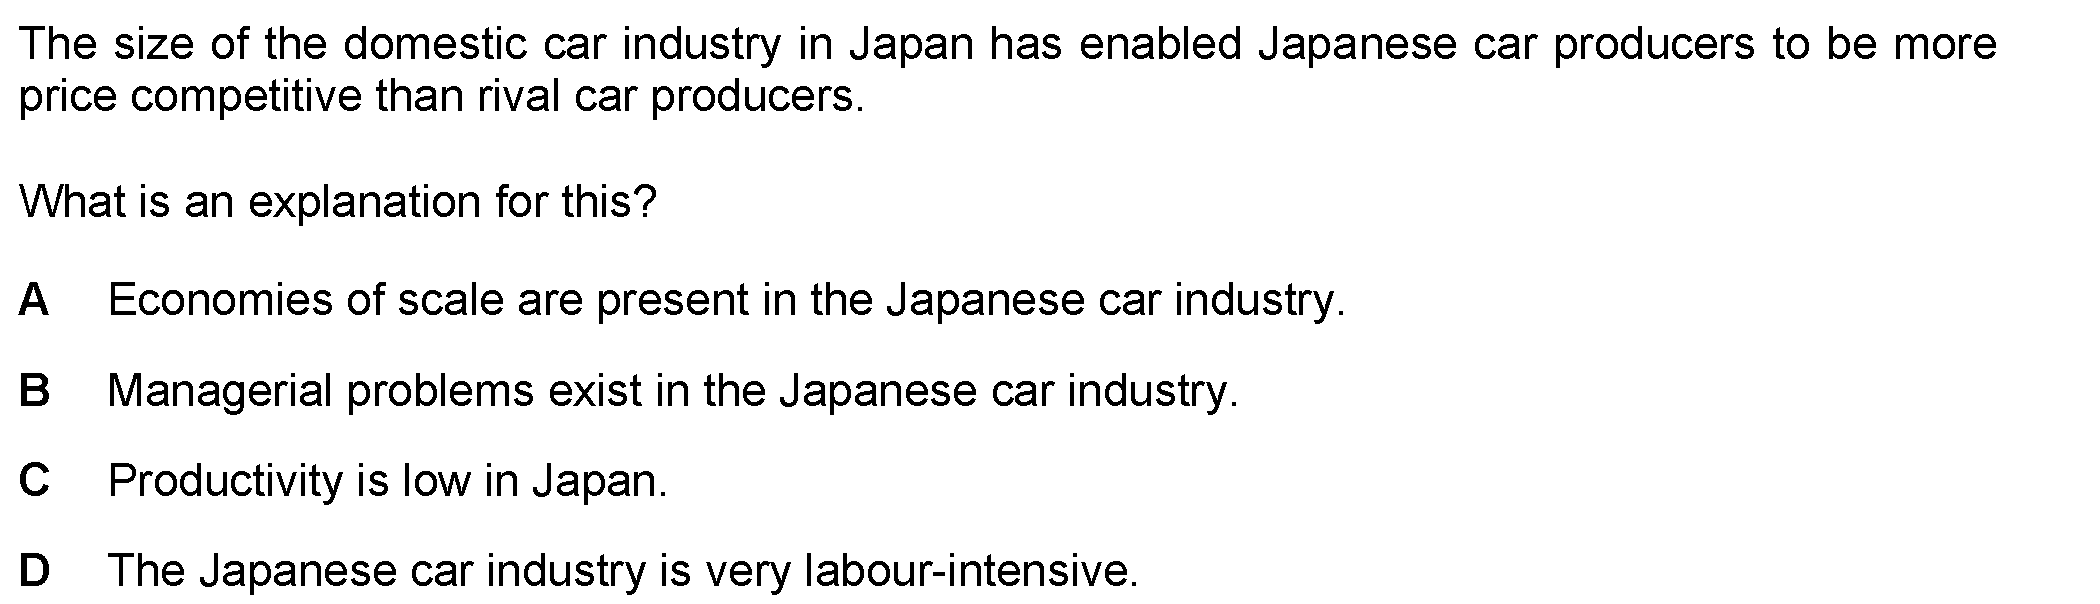 The size of the domestic car industry in Japan has enabled Japanese car producers to be more
price competitive than rival car producers.
What is an explanation for this?
A Economies of scale are present in the Japanese car industry.
B Managerial problems exist in the Japanese car industry.
C Productivity is low in Japan.
D The Japanese car industry is very labour-intensive.